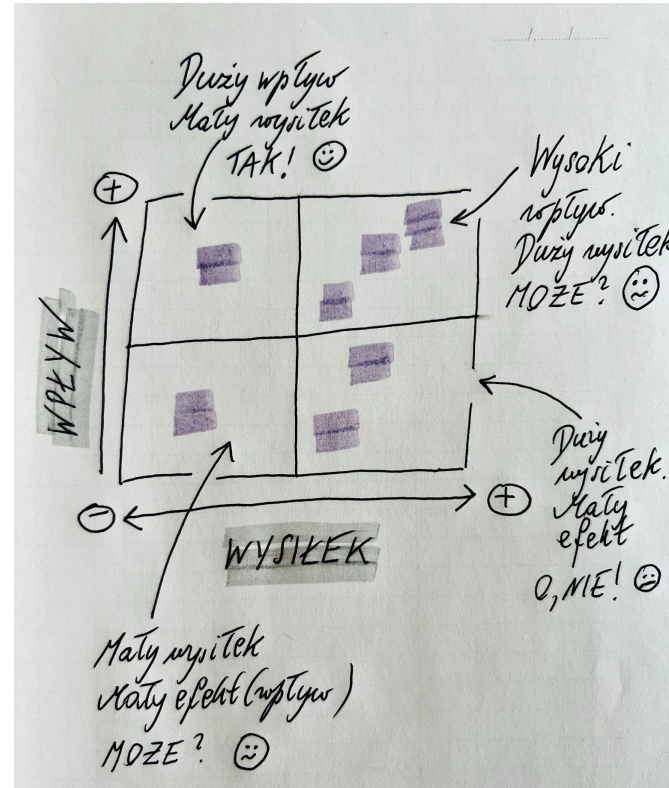 Duży wpływ
Mały wysiłek
TAK!
Wysoki
wpływ.
Duży wysiłek
MOŻE?
+
WPŁYW
Duży
wysiłek.
Mały
efekt
O, NIE!
-
+
WYSIŁEK
Mały wysiłek
Mały efekt (wpływ)
MOŻE?